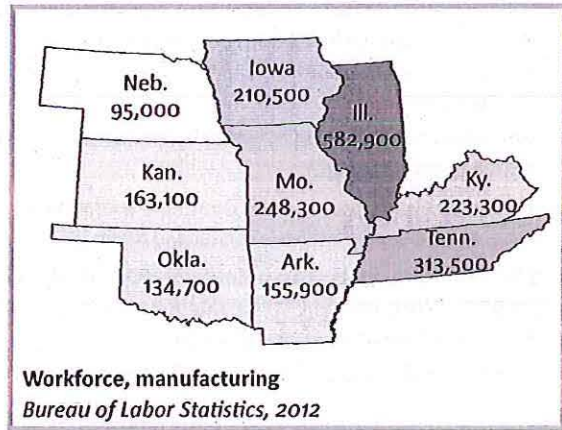 Neb.
95,000
Iowa
210,500
Ill.
582,900
Kan.
163,100
Mo.
248,300
Ky.
223,300
Okla.
134,700
Ark.
155,900
Tenn.
313,500
Workforce, manufacturing
Bureau of Labor Statistics, 2012